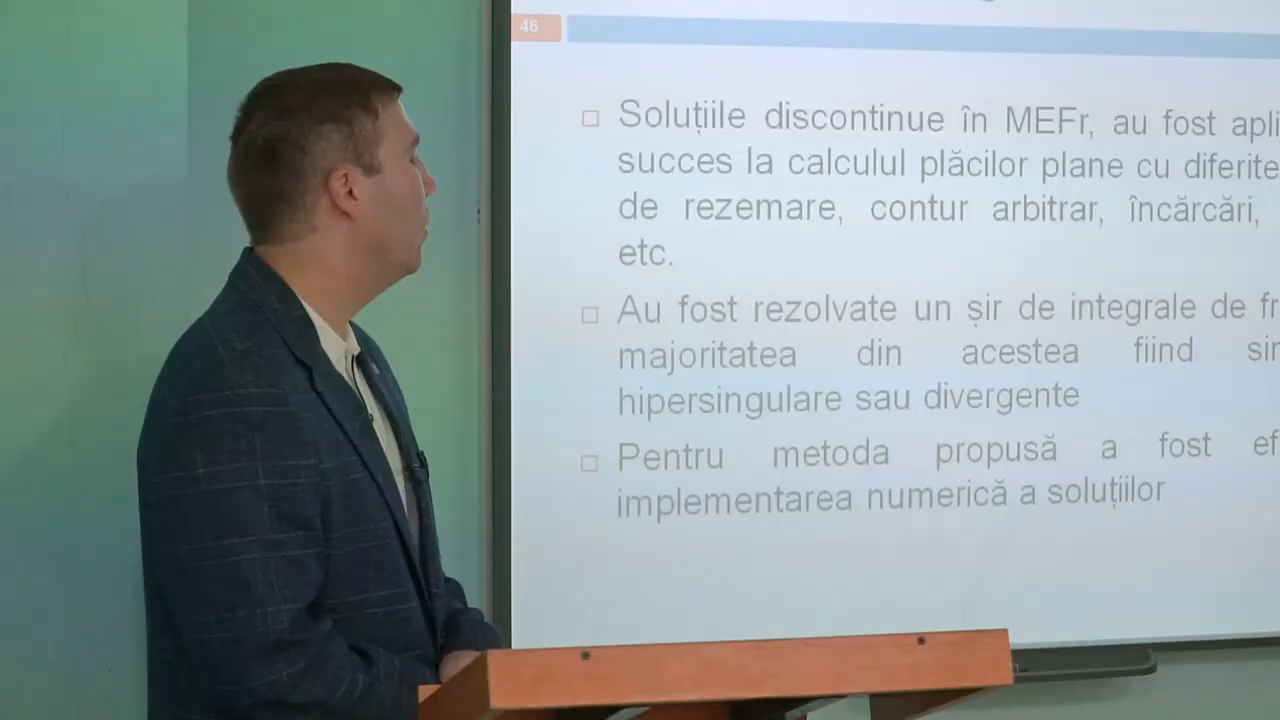 46
Soluțiile discontinue în MEFr, au fost apli
succes la calculul plăcilor plane cu diferite
de rezemare, contur arbitrar, încărcări,
etc.
Au fost rezolvate un șir de integrale de fr
majoritatea din acestea fiind sin
hipersingulare sau divergente
Pentru metoda propusă a fost ef
implementarea numerică a soluțiilor